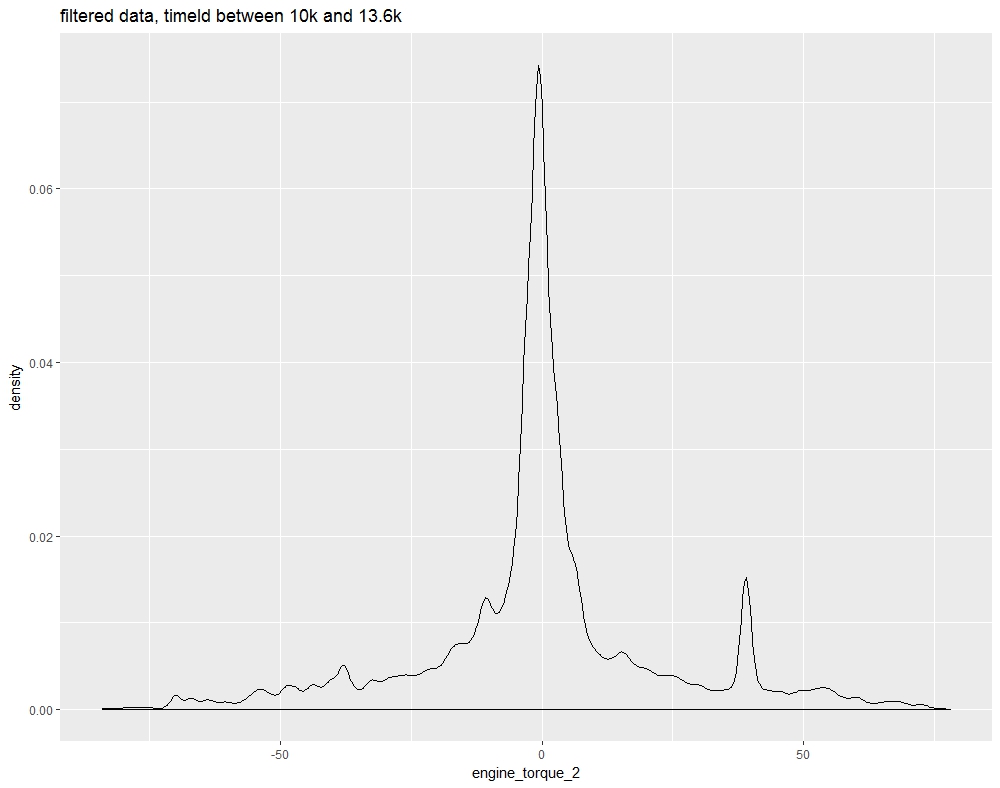 filtered data, timeId between 10k and 13.6k
0.06
0.04
0.02
0.00
density
-50
0
50
engine_torque_2